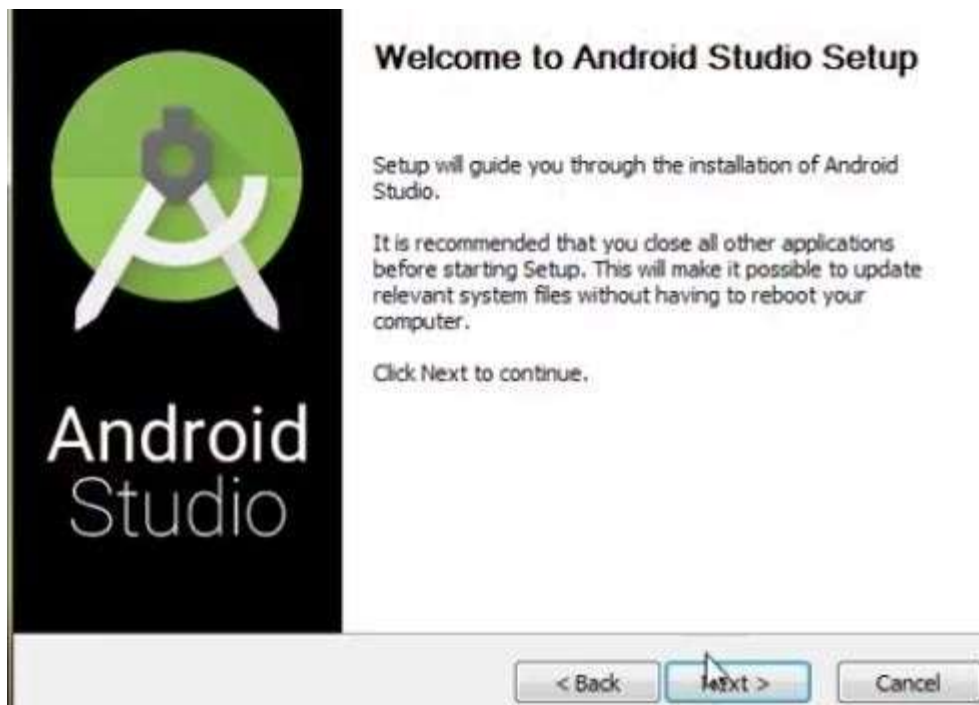 Welcome to Android Studio Setup
Setup will guide you through the installation of Android
Studio.
It is recommended that you close all other applications
before starting Setup. This will make it possible to update
relevant system files without having to reboot your
computer.
Click Next to continue.
Android
Studio
< Back Next > Cancel